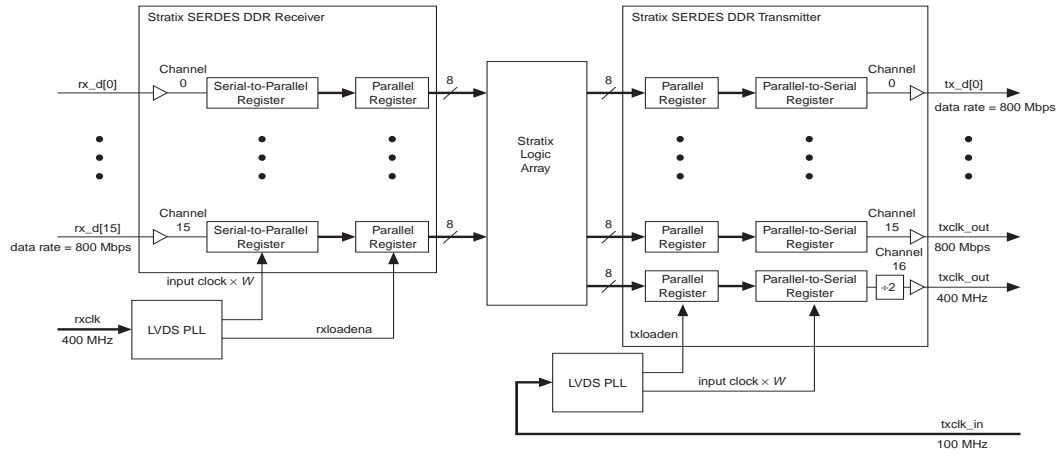 Stratix SERDES DDR Receiver
Stratix SERDES DDR Transmitter
rx_d[0]
Channel
0
Serial-to-Parallel
Register
Parallel
Register
8
Stratix
Logic
Array
8
Parallel
Register
Parallel-to-Serial
Register
Channel
0
tx_d[0]
data rate = 800 Mbps
rx_d[15]
data rate = 800 Mbps
Channel
15
Serial-to-Parallel
Register
Parallel
Register
8
8
Parallel
Register
Parallel-to-Serial
Register
Channel
15
txclk_out
800 Mbps
8
Parallel
Register
Parallel-to-Serial
Register
Channel
16
÷2
txclk_out
400 MHz
input clock × W
rxclk
400 MHz
LVDS PLL
rxloadena
txloaden
LVDS PLL
input clock × W
txclk_in
100 MHz